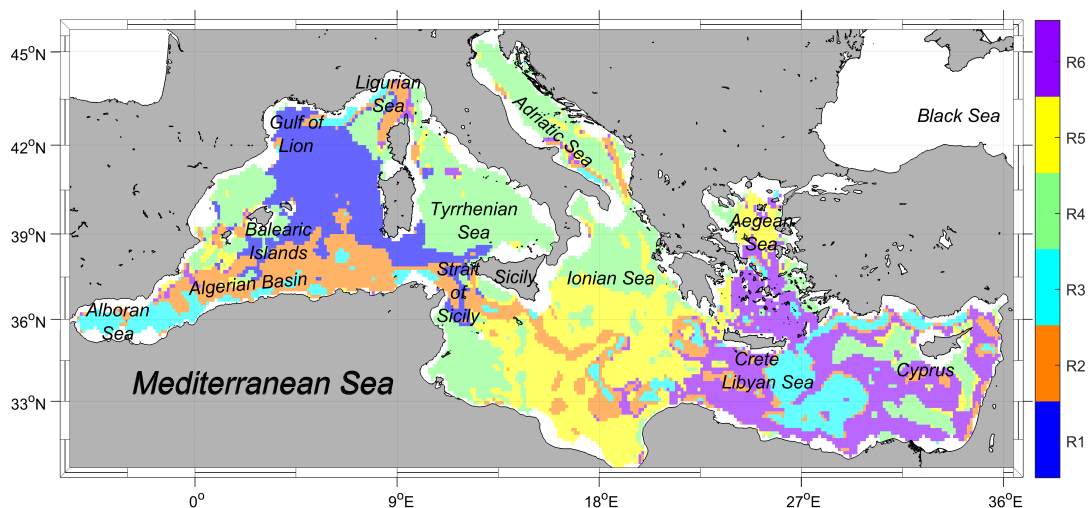 45°N
42°N
39°N
36°N
33°N
0°
9°E
18°E
27°E
36°E
Ligurian
Sea
Gulf of
Lion
Adriatic Sea
Black Sea
Tyrrhenian
Sea
Balearic
Islands
Algerian Basin
Alboran
Sea
Strait
of
Sicily
Sicily
Ionian Sea
Aegean
Sea
Crete
Libyan Sea
Cyprus
Mediterranean Sea
R6
R5
R4
R3
R2
R1